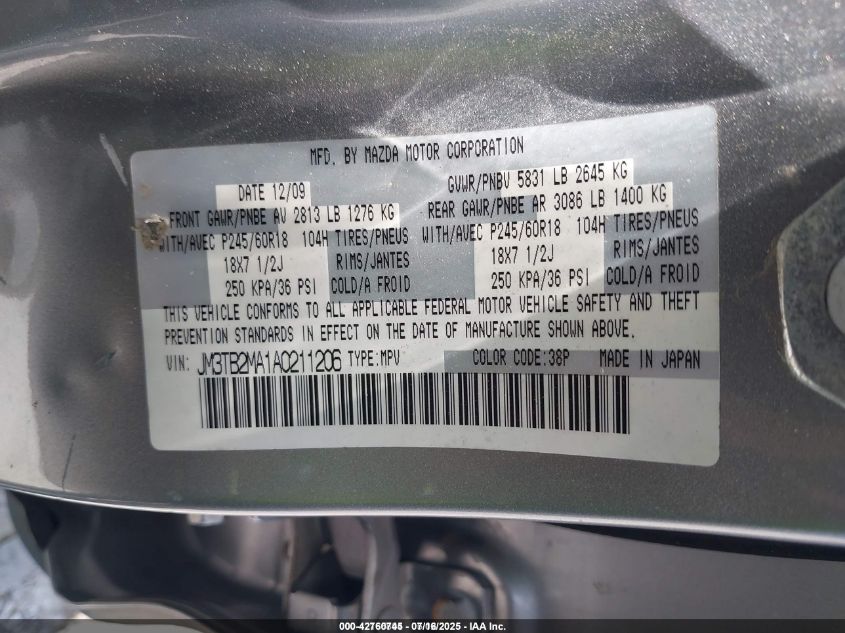 MFD. BY MAZDA MOTOR CORPORATION
DATE 12/09 GVWR/PNBV 5831 LB 2645 KG
FRONT GAWR/PNBE AV 2813 LB 1276 KG REAR GAWR/PNBE AR 3086 LB 1400 KG
WITH/AVEC P245/60R18 104H TIRES/PNEUS WITH/AVEC P245/60R18 104H TIRES/PNEUS
18X7 1/2J RIMS/JANTES 18X7 1/2J RIMS/JANTES
250 KPA/36 PSI COLD/A FROID 250 KPA/36 PSI COLD/A FROID
THIS VEHICLE CONFORMS TO ALL APPLICABLE FEDERAL MOTOR VEHICLE SAFETY AND THEFT
PREVENTION STANDARDS IN EFFECT ON THE DATE OF MANUFACTURE SHOWN ABOVE.
VIN: JM3TB2MA1A0211206 TYPE:MPV COLOR CODE:38P MADE IN JAPAN
- IAA Inc.